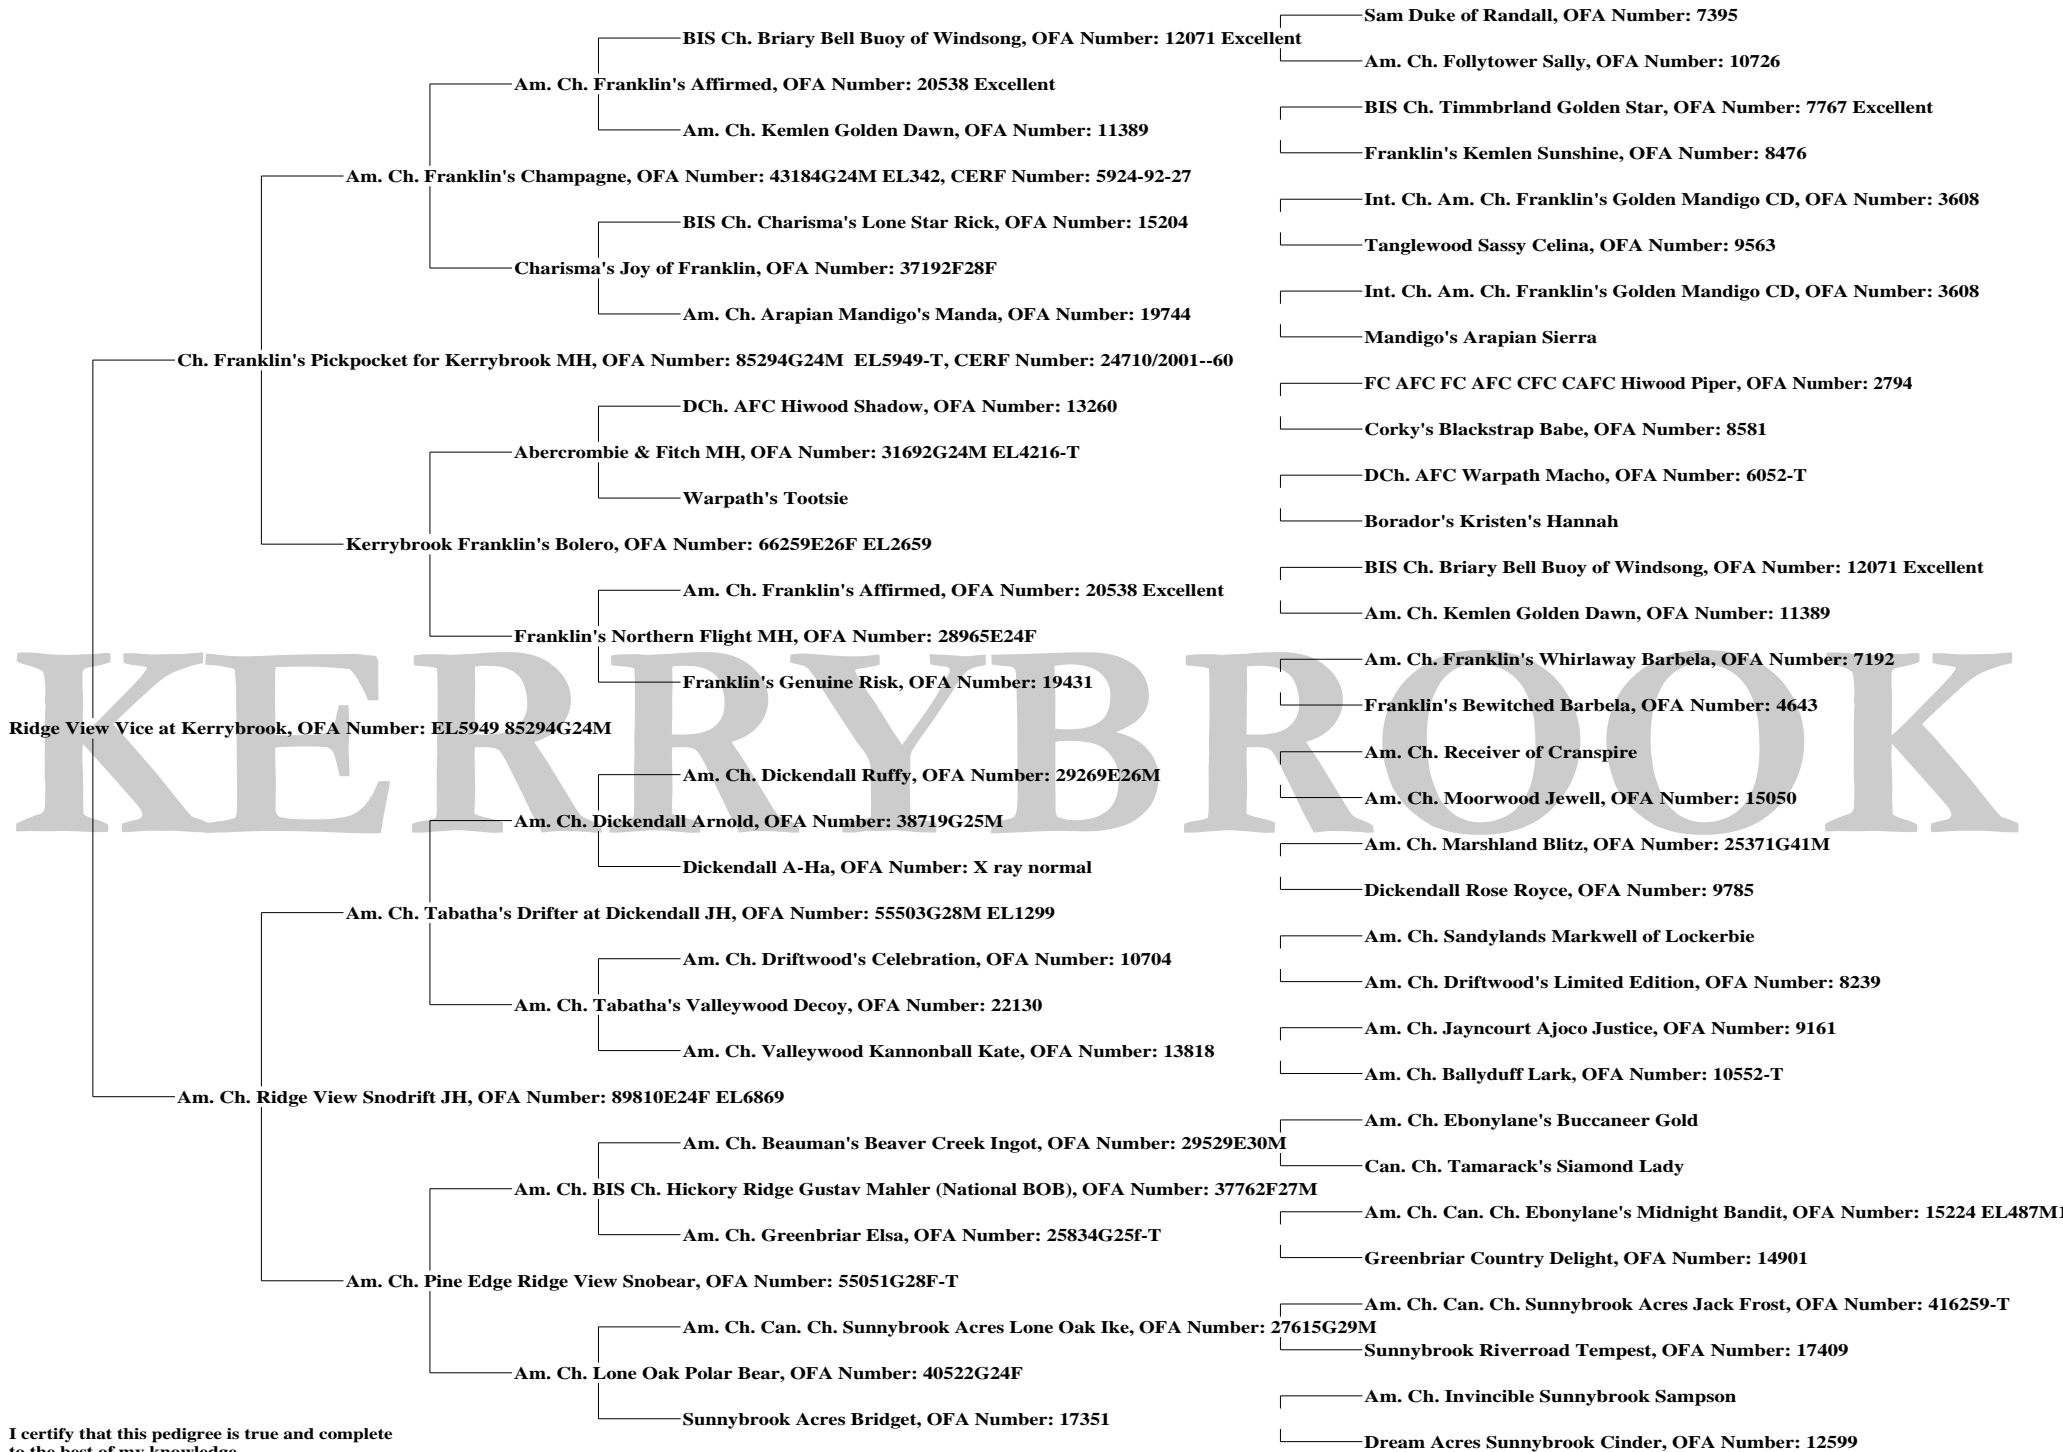 Sam Duke of Randall, OFA Number: 7395
BIS Ch. Briary Bell Buoy of Windsong, OFA Number: 12071 Excellent
Am. Ch. Follytower Sally, OFA Number: 10726
Am. Ch. Franklin's Affirmed, OFA Number: 20538 Excellent
BIS Ch. Timmbrland Golden Star, OFA Number: 7767 Excellent
Am. Ch. Kemlen Golden Dawn, OFA Number: 11389
Franklin's Kemlen Sunshine, OFA Number: 8476
Am. Ch. Franklin's Champagne, OFA Number: 43184G24M EL342, CERF Number: 5924-92-27
Int. Ch. Am. Ch. Franklin's Golden Mandigo CD, OFA Number: 3608
BIS Ch. Charisma's Lone Star Rick, OFA Number: 15204
Tanglewood Sassy Celina, OFA Number: 9563
Charisma's Joy of Franklin, OFA Number: 37192F28F
Int. Ch. Am. Ch. Franklin's Golden Mandigo CD, OFA Number: 3608
Am. Ch. Arapian Mandigo's Manda, OFA Number: 19744
Mandigo's Arapian Sierra
Ch. Franklin's Pickpocket for Kerrybrook MH, OFA Number: 85294G24M  EL5949-T, CERF Number: 24710/2001--60
FC AFC FC AFC CFC CAFC Hiwood Piper, OFA Number: 2794
DCh. AFC Hiwood Shadow, OFA Number: 13260
Corky's Blackstrap Babe, OFA Number: 8581
Abercrombie & Fitch MH, OFA Number: 31692G24M EL4216-T
DCh. AFC Warpath Macho, OFA Number: 6052-T
Warpath's Tootsie
Borador's Kristen's Hannah
Kerrybrook Franklin's Bolero, OFA Number: 66259E26F EL2659
BIS Ch. Briary Bell Buoy of Windsong, OFA Number: 12071 Excellent
Am. Ch. Franklin's Affirmed, OFA Number: 20538 Excellent
Am. Ch. Kemlen Golden Dawn, OFA Number: 11389
Franklin's Northern Flight MH, OFA Number: 28965E24F
Am. Ch. Franklin's Whirlaway Barbela, OFA Number: 7192
Franklin's Genuine Risk, OFA Number: 19431
Franklin's Bewitched Barbela, OFA Number: 4643
Ridge View Vice at Kerrybrook, OFA Number: EL5949 85294G24M
KERRYBROOK
Am. Ch. Receiver of Cranspire
Am. Ch. Dickendall Ruffy, OFA Number: 29269E26M
Am. Ch. Moorwood Jewell, OFA Number: 15050
Am. Ch. Dickendall Arnold, OFA Number: 38719G25M
Am. Ch. Marshland Blitz, OFA Number: 25371G41M
Dickendall A-Ha, OFA Number: X ray normal
Dickendall Rose Royce, OFA Number: 9785
Am. Ch. Tabatha's Drifter at Dickendall JH, OFA Number: 55503G28M EL1299
Am. Ch. Sandylands Markwell of Lockerbie
Am. Ch. Driftwood's Celebration, OFA Number: 10704
Am. Ch. Driftwood's Limited Edition, OFA Number: 8239
Am. Ch. Tabatha's Valleywood Decoy, OFA Number: 22130
Am. Ch. Jayncourt Ajoco Justice, OFA Number: 9161
Am. Ch. Valleywood Kannonball Kate, OFA Number: 13818
Am. Ch. Ballyduff Lark, OFA Number: 10552-T
Am. Ch. Ridge View Snodrift JH, OFA Number: 89810E24F EL6869
Am. Ch. Ebonylane's Buccaneer Gold
Am. Ch. Beauman's Beaver Creek Ingot, OFA Number: 29529E30M
Can. Ch. Tamarack's Siamond Lady
Am. Ch. BIS Ch. Hickory Ridge Gustav Mahler (National BOB), OFA Number: 37762F27M
Am. Ch. Can. Ch. Ebonylane's Midnight Bandit, OFA Number: 15224 EL487M1
Am. Ch. Greenbriar Elsa, OFA Number: 25834G25f-T
Greenbriar Country Delight, OFA Number: 14901
Am. Ch. Pine Edge Ridge View Snobear, OFA Number: 55051G28F-T
Am. Ch. Can. Ch. Sunnybrook Acres Jack Frost, OFA Number: 416259-T
Am. Ch. Can. Ch. Sunnybrook Acres Lone Oak Ike, OFA Number: 27615G29M
Sunnybrook Riverroad Tempest, OFA Number: 17409
Am. Ch. Lone Oak Polar Bear, OFA Number: 40522G24F
Am. Ch. Invincible Sunnybrook Sampson
Sunnybrook Acres Bridget, OFA Number: 17351
Dream Acres Sunnybrook Cinder, OFA Number: 12599
I certify that this pedigree is true and complete
to the best of my knowledge